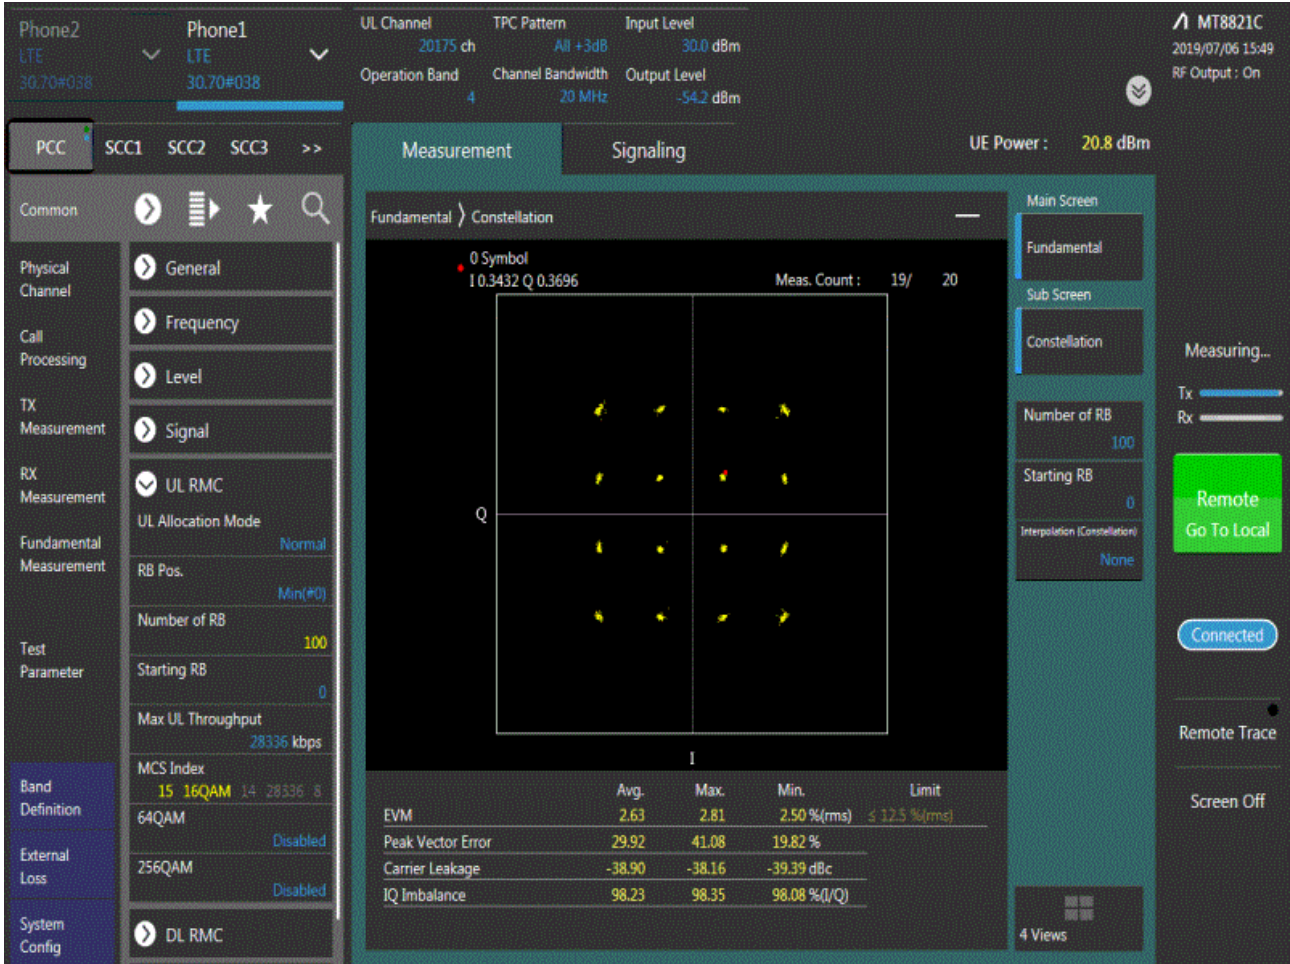 Phone2
LTE
30.70#038
Phone1
LTE
30.70#038
UL Channel
20175 ch
TPC Pattern
All +3dB
Input Level
30.0 dBm
Operation Band
4
Channel Bandwidth
20 MHz
Output Level
-54.2 dBm
MT8821C
2019/07/06 15:49
RF Output : On
PCC SCC1 SCC2 SCC3 >>
Measurement Signaling
UE Power : 20.8 dBm
Common
Physical
Channel
Call
Processing
TX
Measurement
RX
Measurement
Fundamental
Measurement
Test
Parameter
Band
Definition
External
Loss
System
Config
General
Frequency
Level
Signal
UL RMC
UL Allocation Mode
Normal
RB Pos.
Min(#0)
Number of RB
100
Starting RB
0
Max UL Throughput
28336 kbps
MCS Index
15 16QAM 14 28336 8
64QAM
Disabled
256QAM
Disabled
DL RMC
Fundamental 〉 Constellation
0 Symbol
I 0.3432 Q 0.3696
Meas. Count : 19/ 20
Q
I
Avg. Max. Min. Limit
EVM 2.63 2.81 2.50 %(rms) ≤ 12.5 %(rms)
Peak Vector Error 29.92 41.08 19.82 %
Carrier Leakage -38.90 -38.16 -39.39 dBc
IQ Imbalance 98.23 98.35 98.08 %(I/Q)
Main Screen
Fundamental
Sub Screen
Constellation
Number of RB
100
Starting RB
0
Interpolation (Constellation)
None
4 Views
Measuring...
Tx
Rx
Remote
Go To Local
Connected
Remote Trace
Screen Off